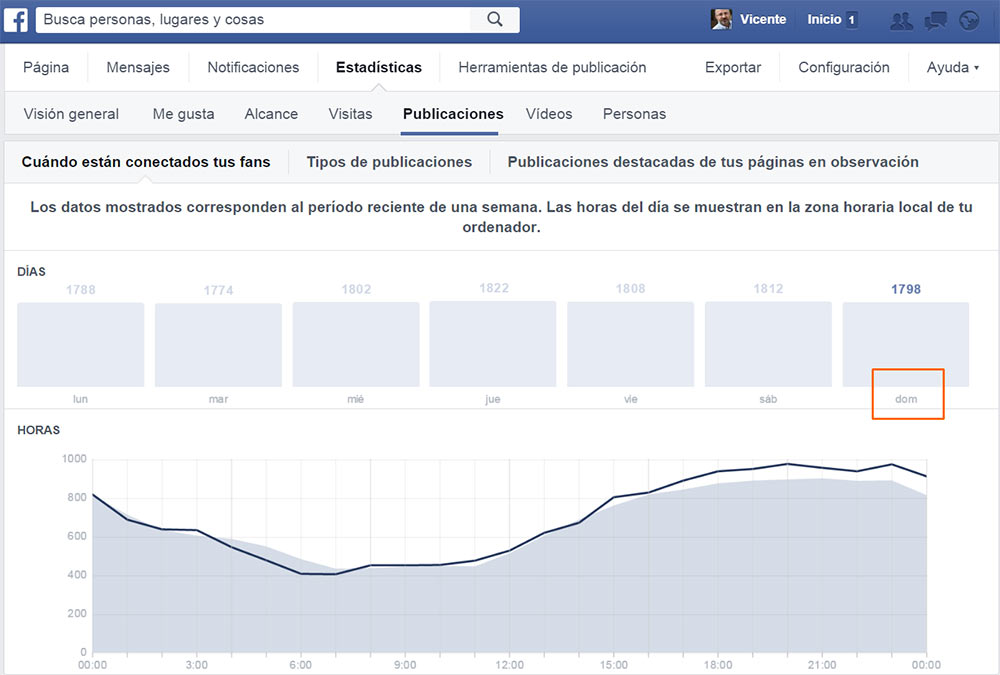 f Busca personas, lugares y cosas Vicente Inicio 1
Página Mensajes Notificaciones Estadísticas Herramientas de publicación Exportar Configuración Ayuda
Visión general Me gusta Alcance Visitas Publicaciones Vídeos Personas
Cuándo están conectados tus fans Tipos de publicaciones Publicaciones destacadas de tus páginas en observación
Los datos mostrados corresponden al período reciente de una semana. Las horas del día se muestran en la zona horaria local de tu
ordenador.
DÍAS
1788 1774 1802 1822 1808 1812 1798
lun mar mié jue vie sáb dom
HORAS
1000
800
600
400
200
0
00:00 3:00 6:00 9:00 12:00 15:00 18:00 21:00 00:00